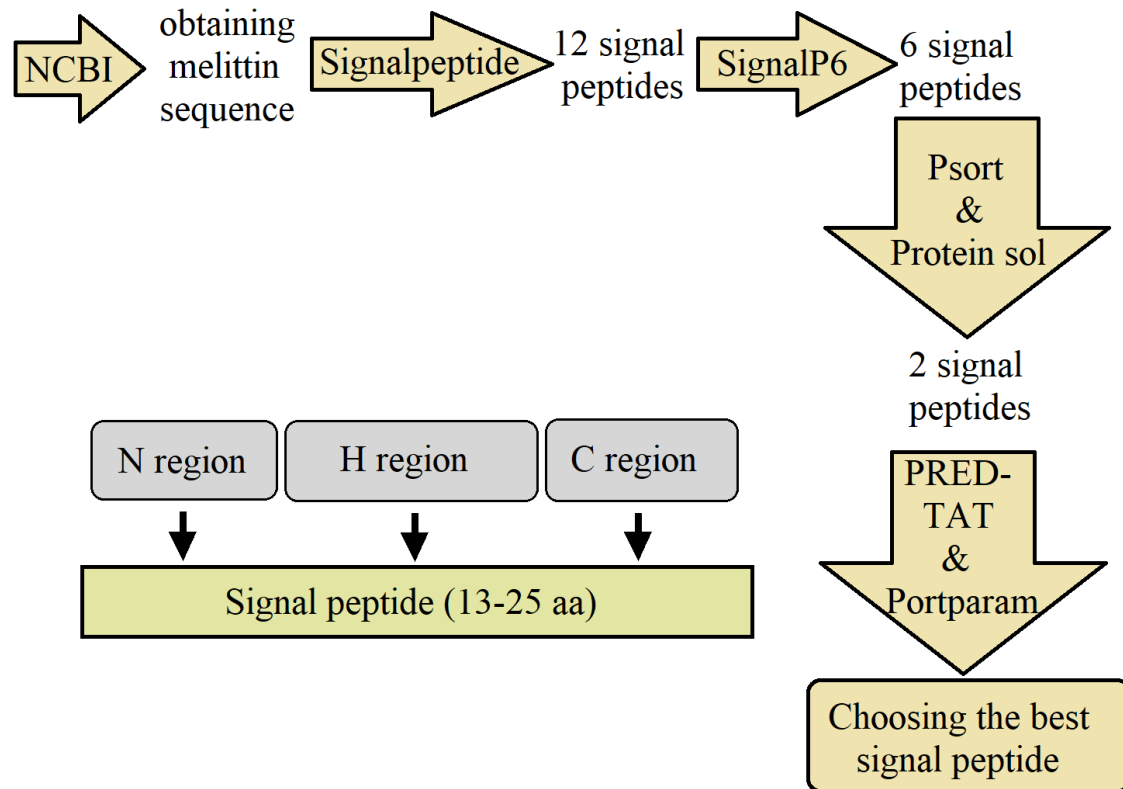 NCBI
obtaining
melittin
sequence
Signalpeptide
12 signal
peptides
SignalP6
6 signal
peptides
Psort
&
Protein sol
2 signal
peptides
PRED-
TAT
&
Portparam
Choosing the best
signal peptide
N region
H region
C region
Signal peptide (13-25 aa)